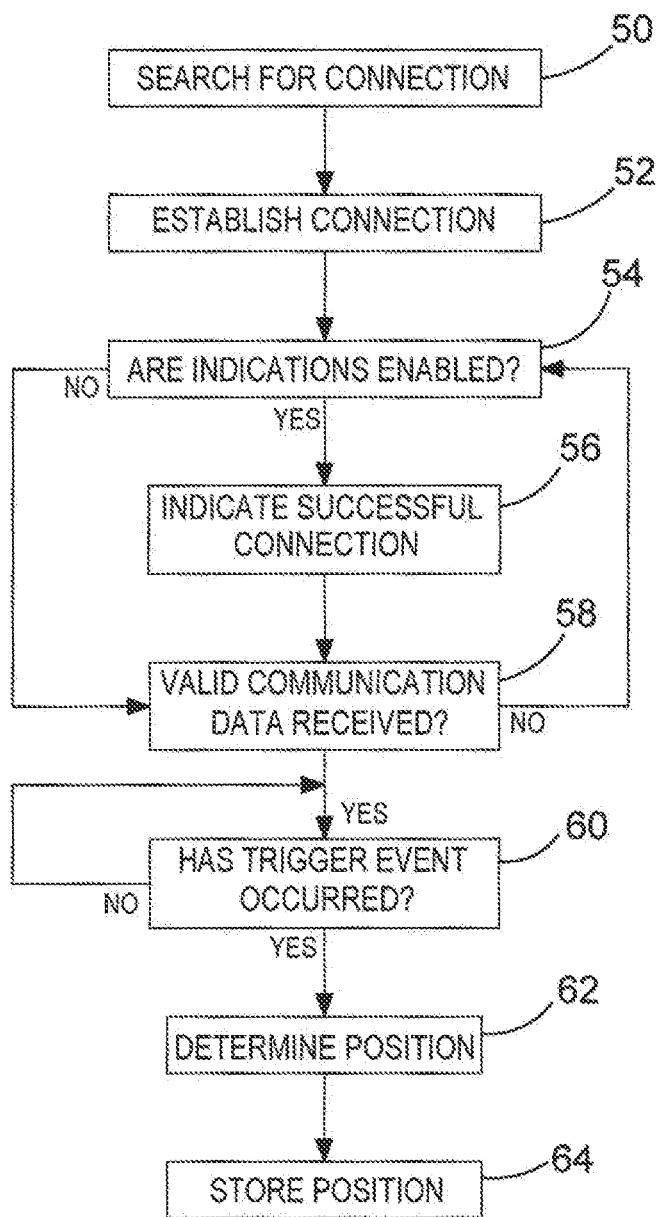 50
SEARCH FOR CONNECTION
52
ESTABLISH CONNECTION
54
ARE INDICATIONS ENABLED?
NO
YES
56
INDICATE SUCCESSFUL
CONNECTION
58
VALID COMMUNICATION
DATA RECEIVED?
NO
YES
60
HAS TRIGGER EVENT
OCCURRED?
NO
YES
62
DETERMINE POSITION
64
STORE POSITION